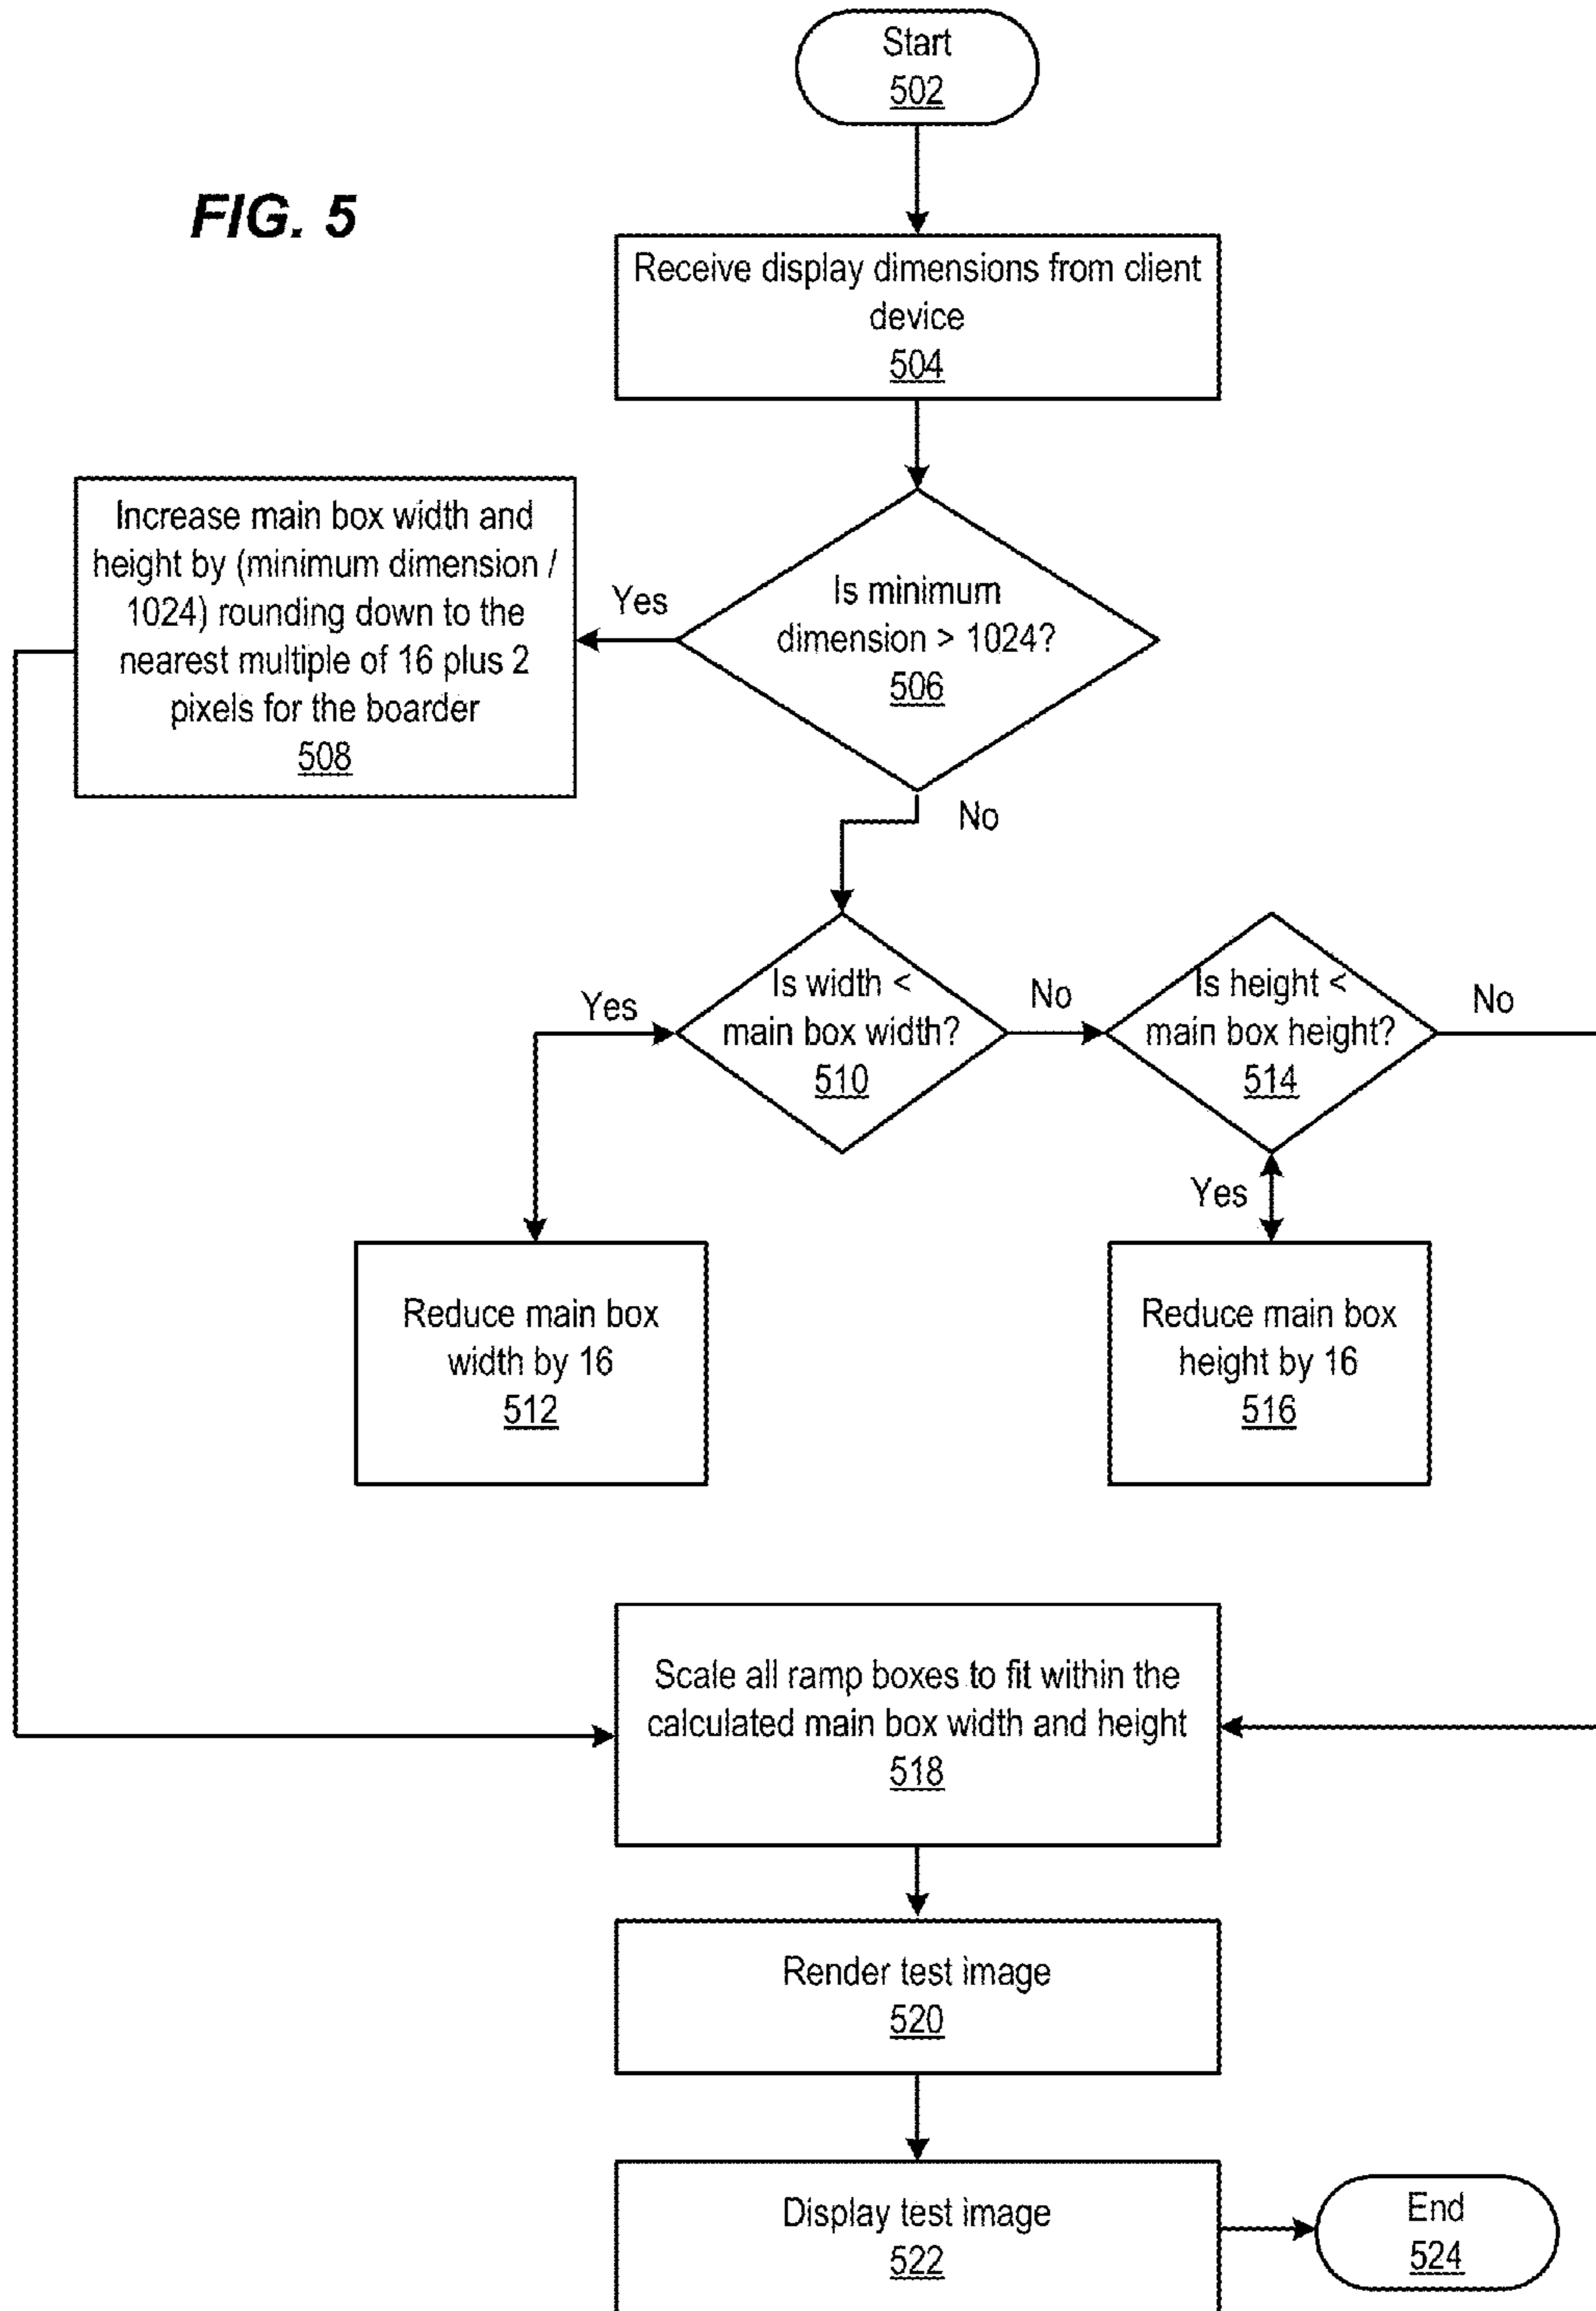 Start
502
FIG. 5
Receive display dimensions from client
device
504
Increase main box width and
height by (minimum dimension /
1024) rounding down to the
nearest multiple of 16 plus 2
pixels for the boarder
508
Yes
Is minimum
dimension > 1024?
506
No
Yes
Is width <
main box width?
510
No
Is height <
main box height?
514
No
Yes
Reduce main box
width by 16
512
Reduce main box
height by 16
516
Scale all ramp boxes to fit within the
calculated main box width and height
518
Render test image
520
Display test image
522
End
524